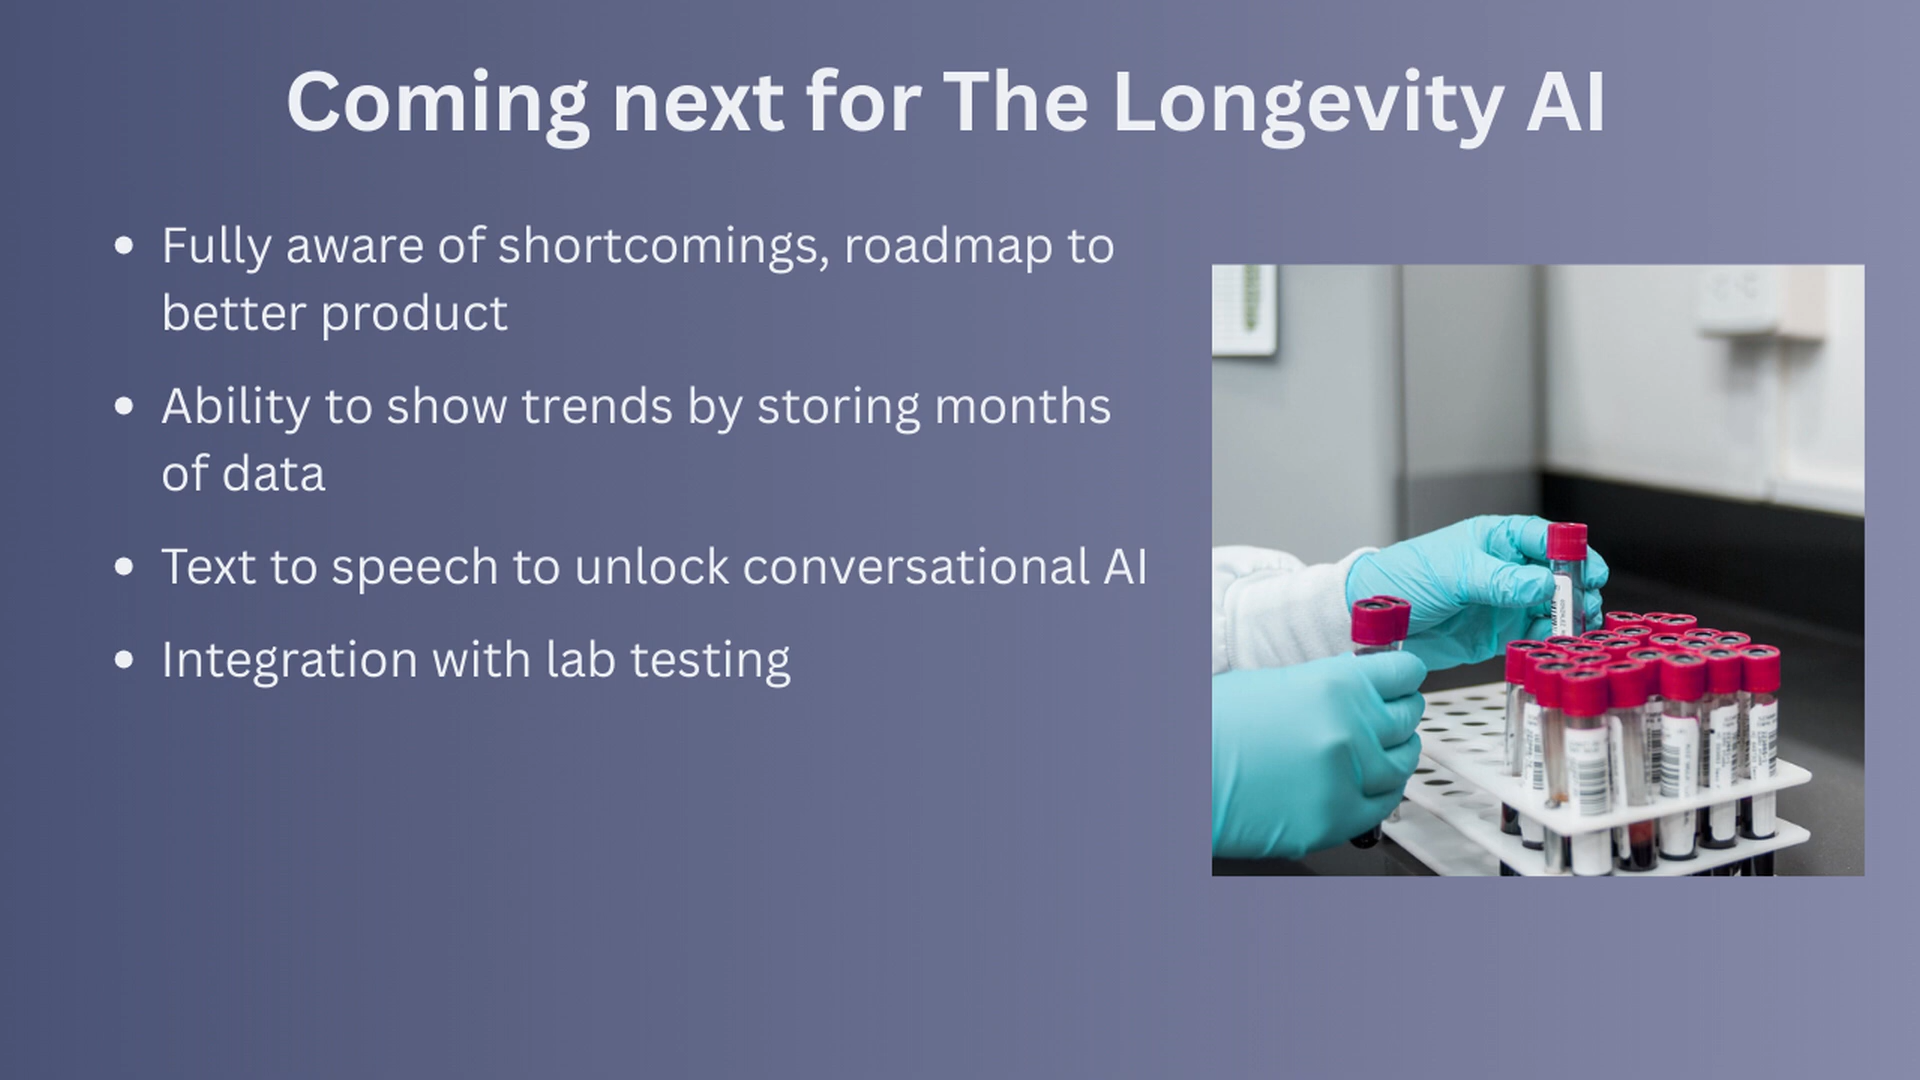 Coming next for The Longevity AI
• Fully aware of shortcomings, roadmap to
better product
• Ability to show trends by storing months
of data
• Text to speech to unlock conversational AI
• Integration with lab testing